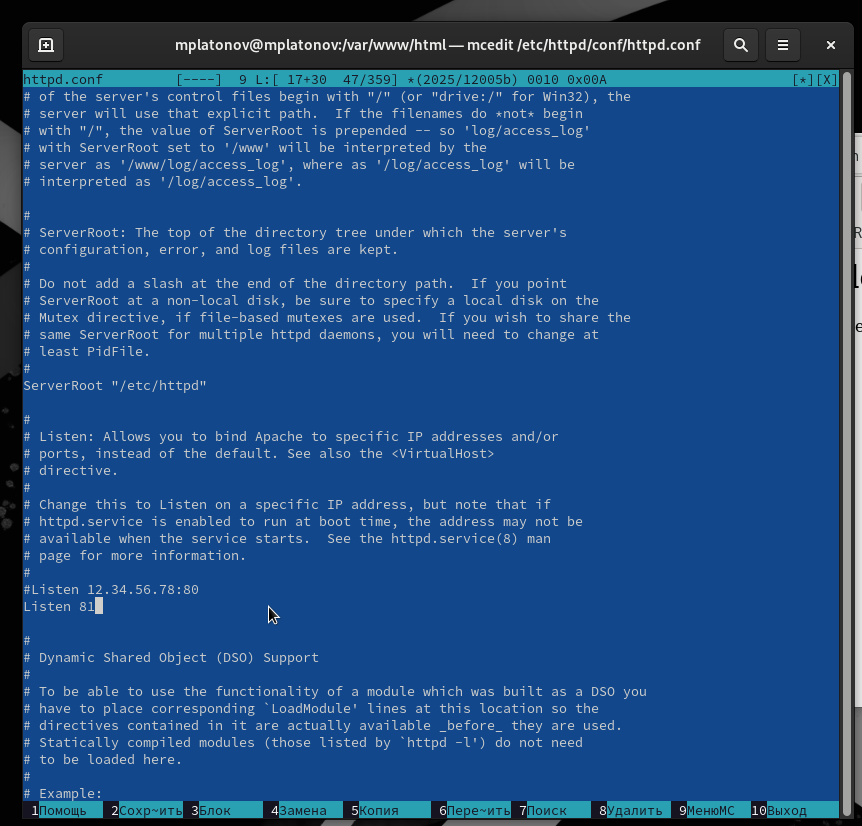 mplatonov@mplatonov:/var/www/html — mcedit /etc/httpd/conf/httpd.conf
httpd.conf [----] 9 L:[ 17+30 47/359] *(2025/12005b) 0010 0x00A [*][X]
# of the server's control files begin with "/" (or "drive:/" for Win32), the
# server will use that explicit path.  If the filenames do *not* begin
# with "/", the value of ServerRoot is prepended -- so 'log/access_log'
# with ServerRoot set to '/www' will be interpreted by the
# server as '/www/log/access_log', where as '/log/access_log' will be
# interpreted as '/log/access_log'.
#
# ServerRoot: The top of the directory tree under which the server's
# configuration, error, and log files are kept.
#
# Do not add a slash at the end of the directory path.  If you point
# ServerRoot at a non-local disk, be sure to specify a local disk on the
# Mutex directive, if file-based mutexes are used.  If you wish to share the
# same ServerRoot for multiple httpd daemons, you will need to change at
# least PidFile.
#
ServerRoot "/etc/httpd"
#
# Listen: Allows you to bind Apache to specific IP addresses and/or
# ports, instead of the default. See also the <VirtualHost>
# directive.
#
# Change this to Listen on a specific IP address, but note that if
# httpd.service is enabled to run at boot time, the address may not be
# available when the service starts.  See the httpd.service(8) man
# page for more information.
#
#Listen 12.34.56.78:80
Listen 81
#
# Dynamic Shared Object (DSO) Support
#
# To be able to use the functionality of a module which was built as a DSO you
# have to place corresponding `LoadModule' lines at this location so the
# directives contained in it are actually available _before_ they are used.
# Statically compiled modules (those listed by `httpd -l') do not need
# to be loaded here.
#
# Example:
1Помощь 2Сохр~ить 3Блок 4Замена 5Копия 6Пере~ить 7Поиск 8Удалить 9МенюМС 10Выход